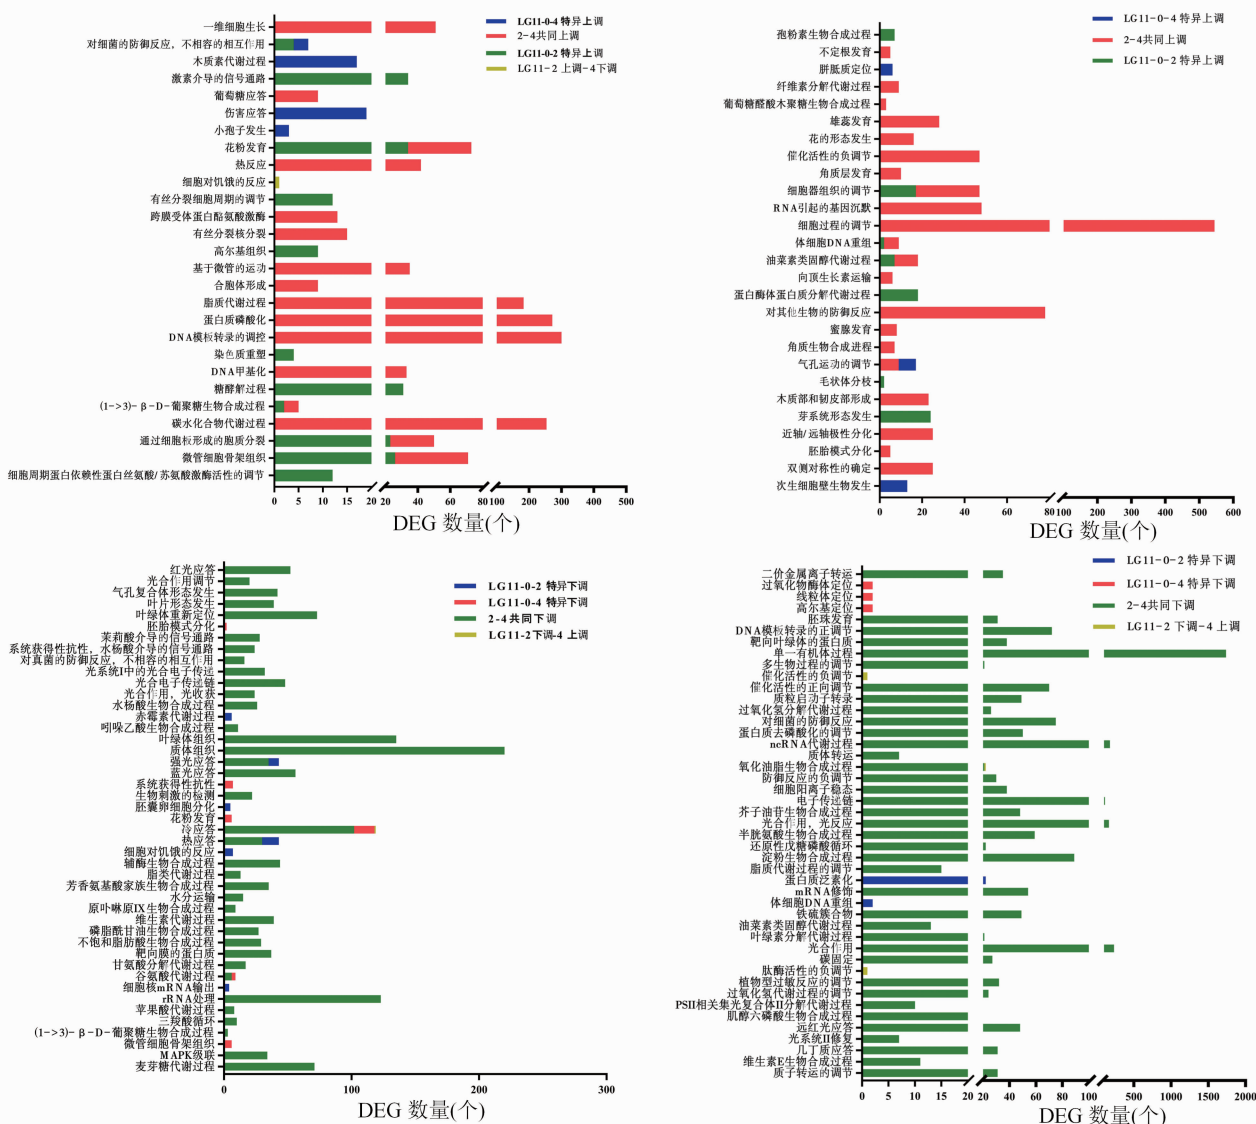 一维细胞生长
对细菌的防御反应，不相容的相互作用
木质素代谢过程
激素介导的信号通路
葡萄糖应答
伤害应答
小孢子发生
花粉发育
热反应
细胞对饥饿的反应
有丝分裂细胞周期的调节
跨膜受体蛋白酪氨酸激酶
有丝分裂核分裂
高尔基组织
基于微管的运动
合胞体形成
脂质代谢过程
蛋白质磷酸化
DNA模板转录的调控
染色质重塑
DNA甲基化
糖酵解过程
(1->3)-β-D-葡聚糖生物合成过程
碳水化合物代谢过程
通过细胞板形成的胞质分裂
微管细胞骨架组织
细胞周期蛋白依赖性蛋白丝氨酸/苏氨酸激酶活性的调节
0 5 10 15 20 20 40 60 80 100 200 300 400 500
DEG 数量(个)
LG11-0-4 特异上调
2-4共同上调
LG11-0-2 特异上调
LG11-2 上调-4下调
孢粉素生物合成过程
不定根发育
胼胝质定位
纤维素分解代谢过程
葡萄糖醛酸木聚糖生物合成过程
雄蕊发育
花的形态发生
催化活性的负调节
角质层发育
细胞器组织的调节
RNA引起的基因沉默
细胞过程的调节
体细胞DNA重组
油菜素类固醇代谢过程
向顶生长素运输
蛋白酶体蛋白质分解代谢过程
对其他生物的防御反应
蜜腺发育
角质生物合成进程
气孔运动的调节
毛状体分枝
木质部和韧皮部形成
芽系统形态发生
近轴/远轴极性分化
胚胎模式分化
双侧对称性的确定
次生细胞壁生物发生
0 20 40 60 80 100 200 300 400 500 600
DEG 数量(个)
LG11-0-4 特异上调
2-4共同上调
LG11-0-2 特异上调
红光应答
光合作用调节
气孔复合体形态发生
叶片形态发生
叶绿体重新定位
胚胎模式分化
茉莉酸介导的信号通路
系统获得性抗性，水杨酸介导的信号通路
对真菌的防御反应，不相容的相互作用
光系统I中的光合电子传递
光合电子传递链
光合作用，光收获
水杨酸生物合成过程
赤霉素代谢过程
吲哚乙酸生物合成过程
叶绿体组织
质体组织
强光应答
蓝光应答
系统获得性抗性
生物刺激的检测
胚囊卵细胞分化
花粉发育
冷应答
热应答
细胞对饥饿的反应
辅酶生物合成过程
脂类代谢过程
芳香氨基酸家族生物合成过程
水分运输
原卟啉原IX生物合成过程
维生素代谢过程
磷脂酰甘油生物合成过程
不饱和脂肪酸生物合成过程
靶向膜的蛋白质
甘氨酸分解代谢过程
谷氨酸代谢过程
细胞核mRNA输出
rRNA处理
苹果酸代谢过程
三羧酸循环
(1->3)-β-D-葡聚糖生物合成过程
微管细胞骨架组织
MAPK级联
麦芽糖代谢过程
0 100 200 300
DEG 数量(个)
LG11-0-2 特异下调
LG11-0-4 特异下调
2-4共同下调
LG11-2下调-4 上调
二价金属离子转运
过氧化物酶体定位
线粒体定位
高尔基定位
胚珠发育
DNA模板转录的正调节
靶向叶绿体的蛋白质
单一有机体过程
多生物过程的调节
催化活性的负调节
催化活性的正向调节
质粒启动子转录
过氧化氢分解代谢过程
对细菌的防御反应
蛋白质去磷酸化的调节
ncRNA代谢过程
质体转运
氧化油脂生物合成过程
防御反应的负调节
细胞阳离子稳态
电子传递链
芥子油苷生物合成过程
光合作用，光反应
半胱氨酸生物合成过程
还原性戊糖磷酸循环
淀粉生物合成过程
脂质代谢过程的调节
蛋白质泛素化
mRNA修饰
体细胞DNA重组
铁硫簇合物
油菜素类固醇代谢过程
叶绿素分解代谢过程
光合作用
碳固定
肽酶活性的负调节
植物型过敏反应的调节
过氧化氢代谢过程的调节
PSII相关集光复合体II分解代谢过程
肌醇六磷酸生物合成过程
远红光应答
光系统II修复
几丁质应答
维生素E生物合成过程
质子转运的调节
0 5 10 15 20 20 40 60 80 100 500 1000 1500 2000
DEG 数量(个)
LG11-0-2 特异下调
LG11-0-4 特异下调
2-4共同下调
LG11-2 下调-4 上调